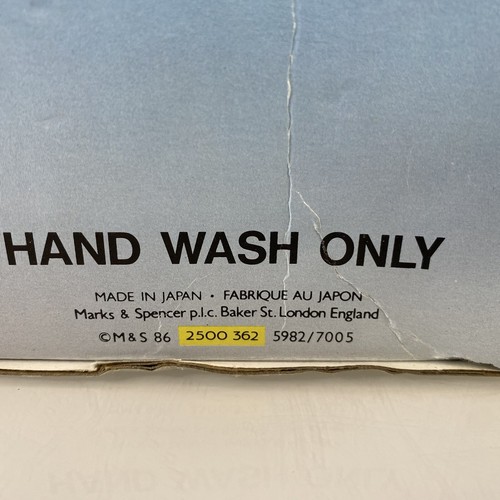 HAND WASH ONLY
MADE IN JAPAN • FABRIQUE AU JAPON
Marks & Spencer p.l.c. Baker St. London England
©M&S 86 2500 362 5982/7005